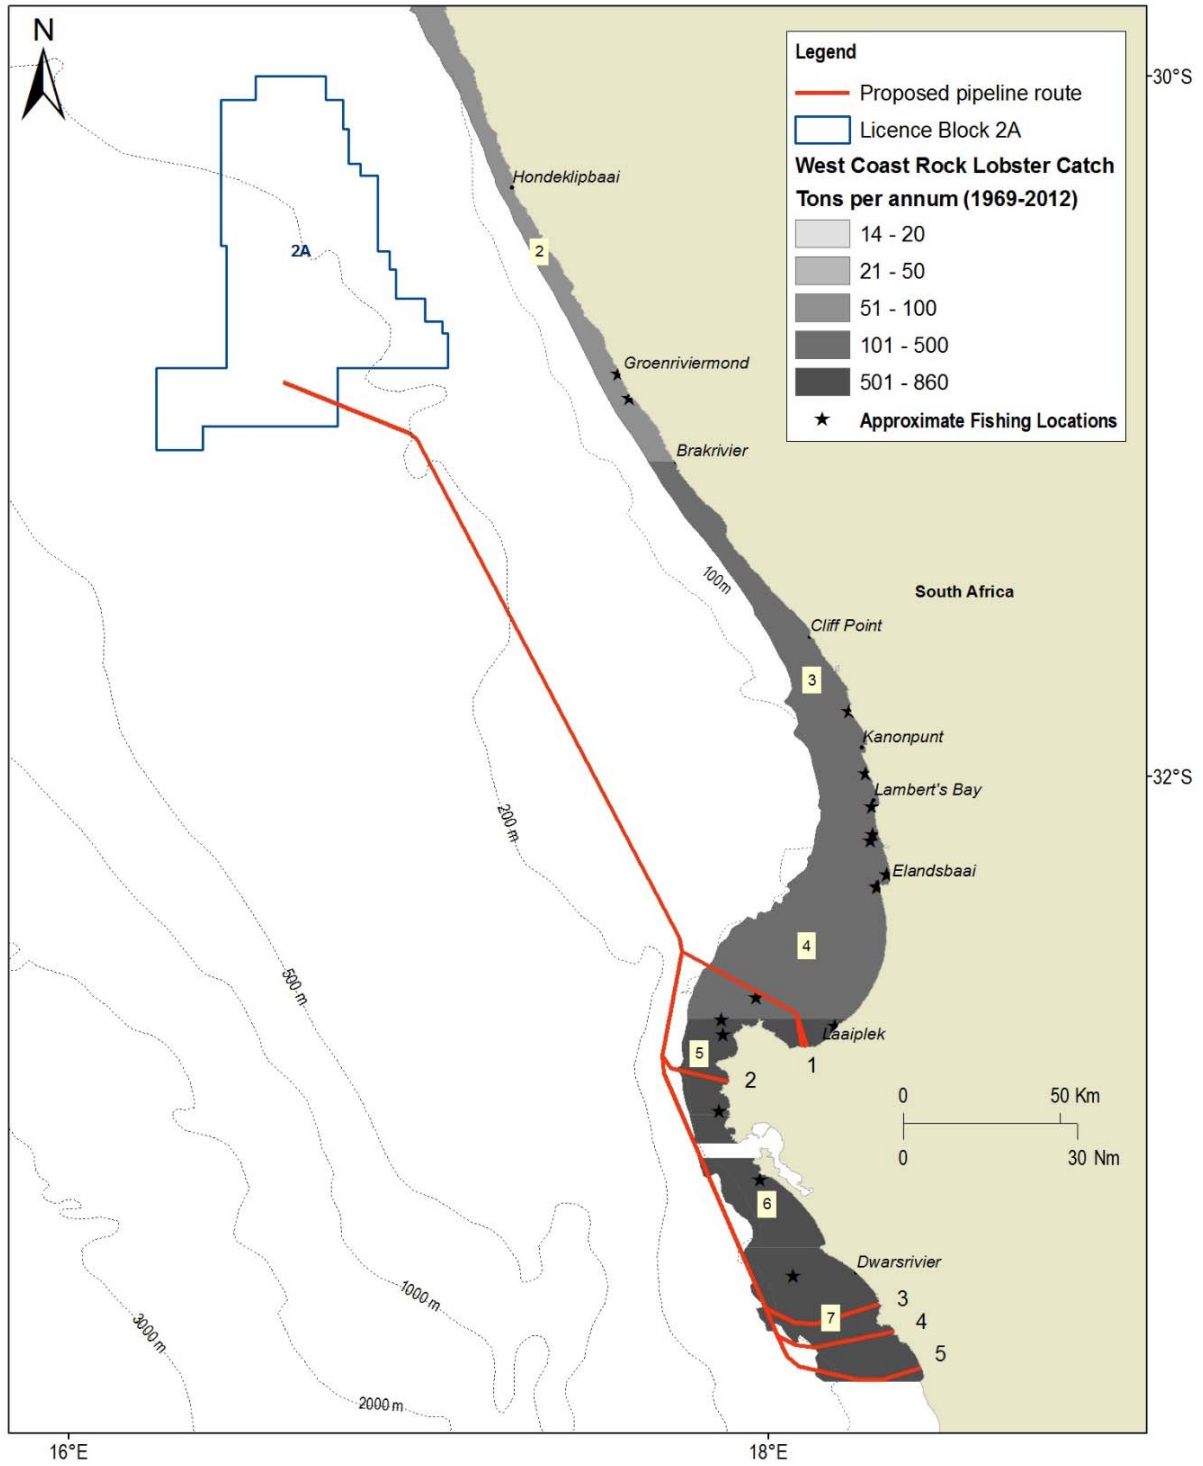 N
30°S
Legend
Proposed pipeline route
Licence Block 2A
West Coast Rock Lobster Catch
Tons per annum (1969-2012)
14 - 20
21 - 50
51 - 100
101 - 500
501 - 860
Approximate Fishing Locations
Hondeklipbaai
2
2A
Groenriviermond
Brakrivier
100m
South Africa
Cliff Point
3
Kanonpunt
32°S
Lambert's Bay
200 m
Elandsbaai
4
500 m
Laaiplek
5
1
2
0 50 Km
0 30 Nm
6
Dwarsrivier
1000 m
3
7
4
3000 m
5
2000 m
16°E
18°E